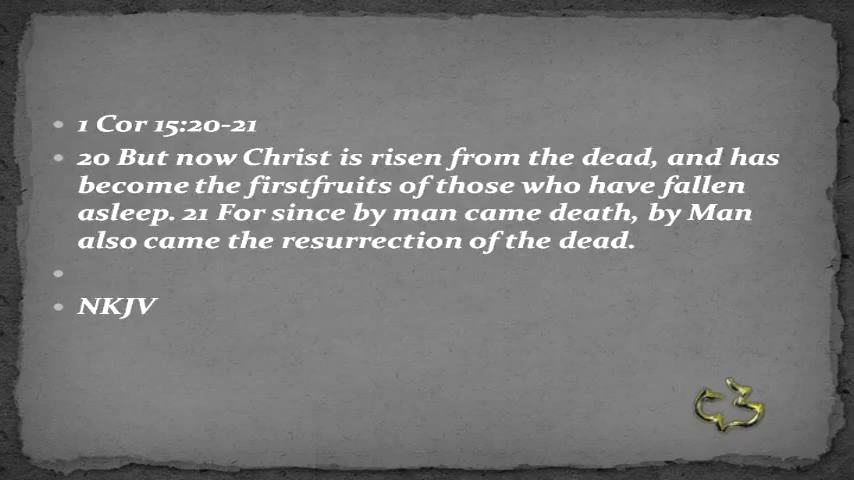 1 Cor 15:20-21
20 But now Christ is risen from the dead, and has
become the firstfruits of those who have fallen
asleep. 21 For since by man came death, by Man
also came the resurrection of the dead.
NKJV